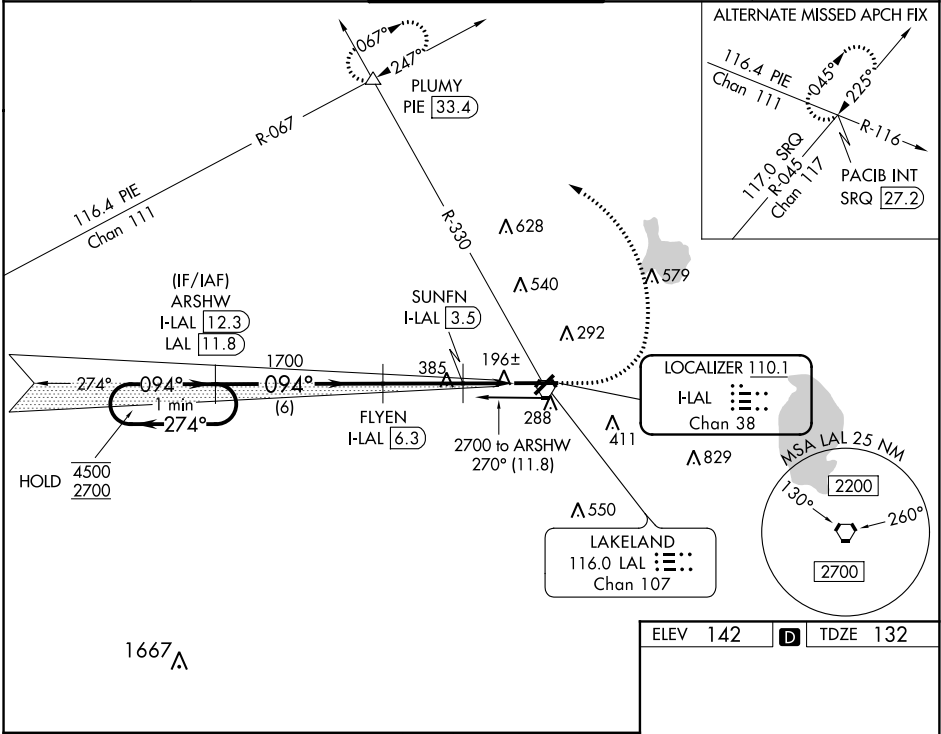 ALTERNATE MISSED APCH FIX
116.4 PIE
Chan 111
045°
225°
R-116
117.0 SRQ
R-045
Chan 117
PACIB INT
SRQ 27.2
067°
247°
PLUMY
PIE 33.4
R-067
116.4 PIE
Chan 111
R-330
628
540
579
292
(IF/IAF)
ARSHW
I-LAL 12.3
LAL 11.8
SUNFN
I-LAL 3.5
1700
385
196±
274°
094°
094°
1 min
(6)
274°
FLYEN
I-LAL 6.3
HOLD
4500
2700
2700 to ARSHW
270° (11.8)
288
411
829
550
LOCALIZER 110.1
I-LAL
Chan 38
LAKELAND
116.0 LAL
Chan 107
MSA LAL 25 NM
2200
130°
260°
2700
1667
ELEV 142 D TDZE 132